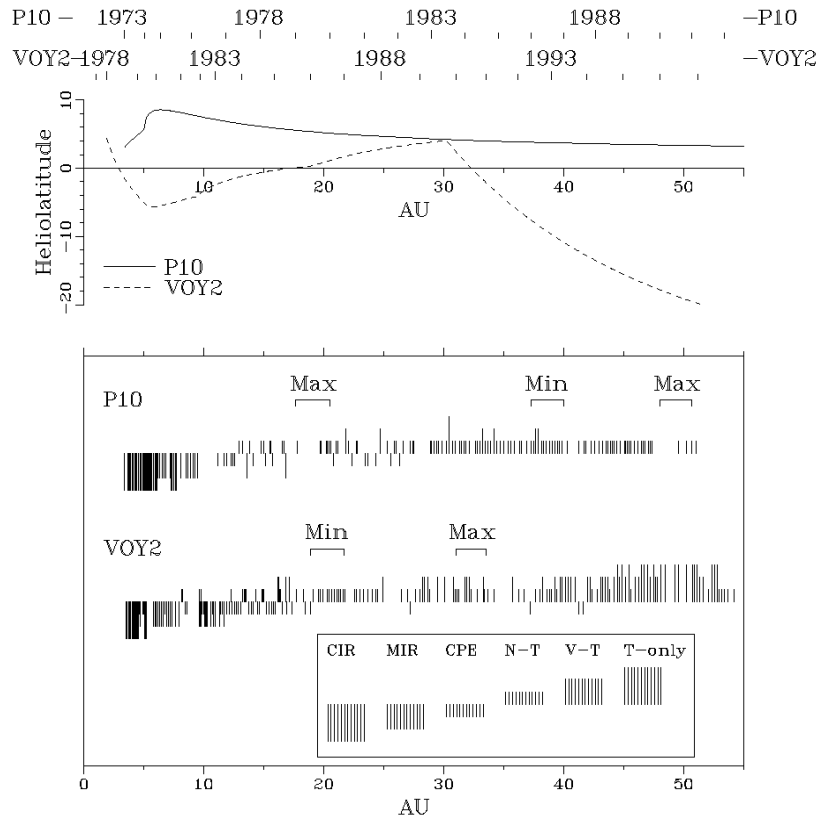 P10 – 1973 1978 1983 1988 –P10
VOY2–1978 1983 1988 1993 –VOY2
10
0
-10
-20
Heliolatitude
10 20 30 40 50
AU
P10
VOY2
Max Min Max
P10
Min Max
VOY2
CIR MIR CPE N–T V–T T–only
0 10 20 30 40 50
AU